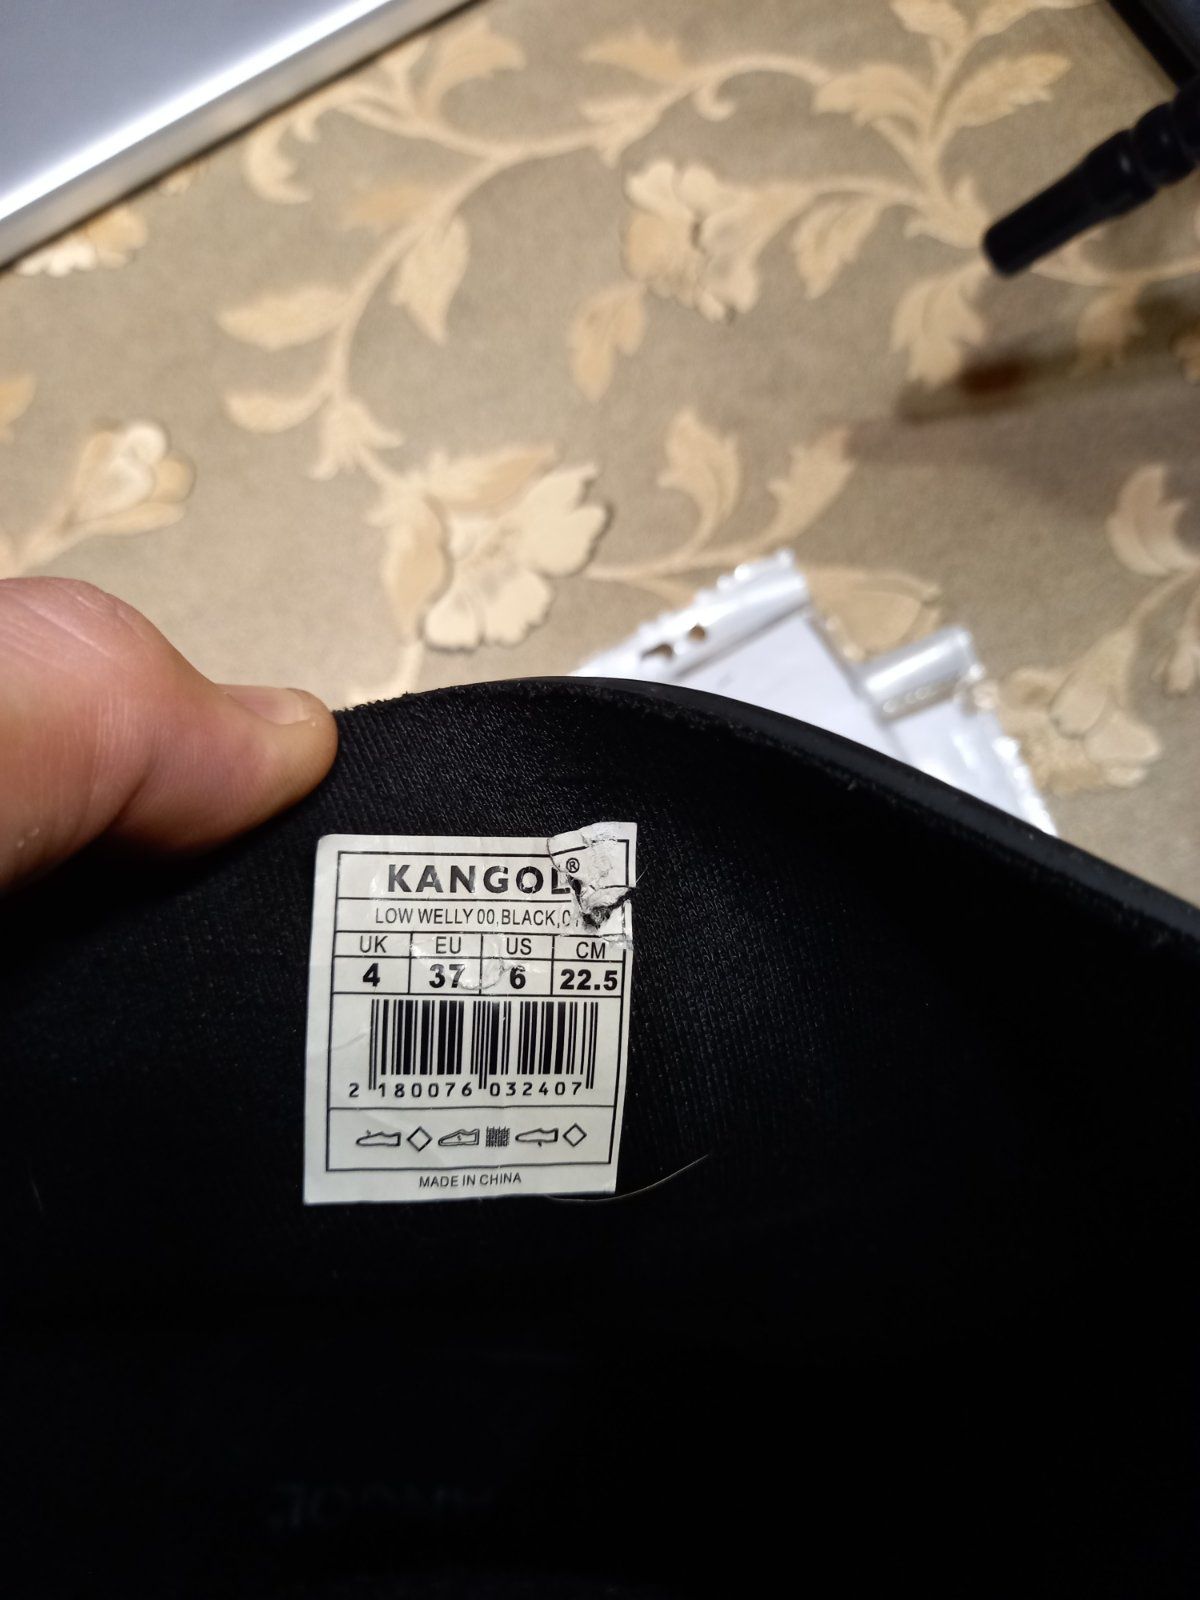 KANGOL®
LOW WELLY 00,BLACK,
UK EU US CM
4 37 6 22.5
2 180076 032407
MADE IN CHINA